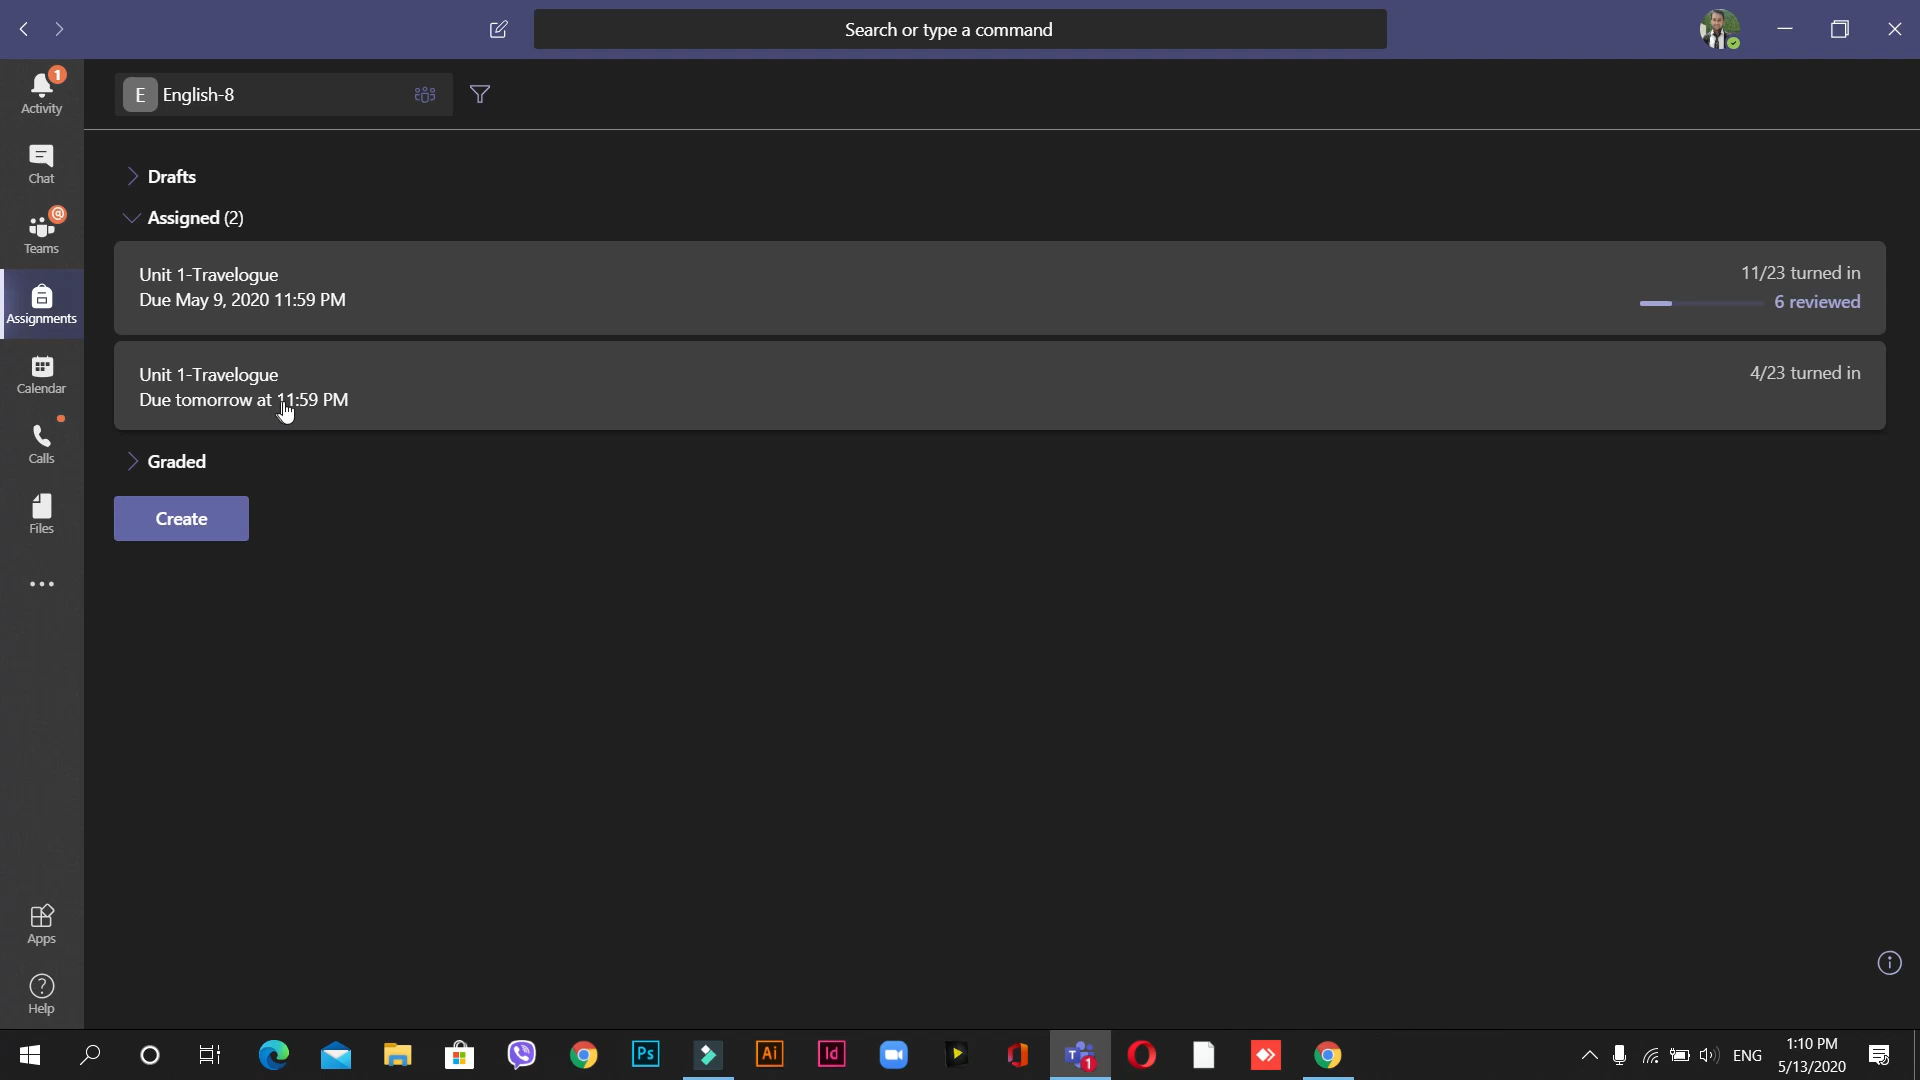 Search or type a command
1
Activity
Chat
@
Teams
Assignments
Calendar
Calls
Files
Apps
Help
E English-8
Drafts
Assigned (2)
Unit 1-Travelogue
11/23 turned in
Due May 9, 2020 11:59 PM
6 reviewed
Unit 1-Travelogue
4/23 turned in
Due tomorrow at 11:59 PM
Graded
Create
Ps
Ai
Id
T
1
ENG
1:10 PM
5/13/2020